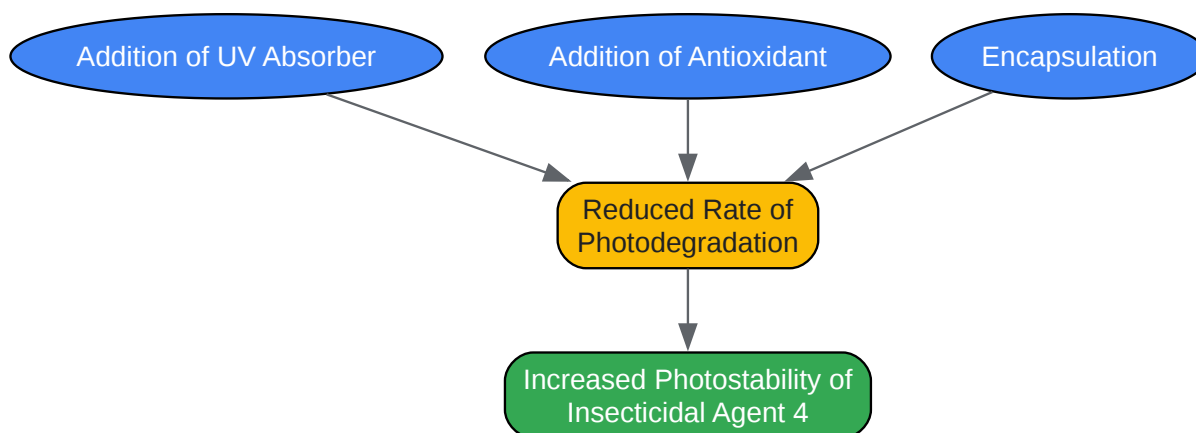 Addition of UV Absorber
Addition of Antioxidant
Encapsulation
Reduced Rate of
Photodegradation
Increased Photostability of
Insecticidal Agent 4